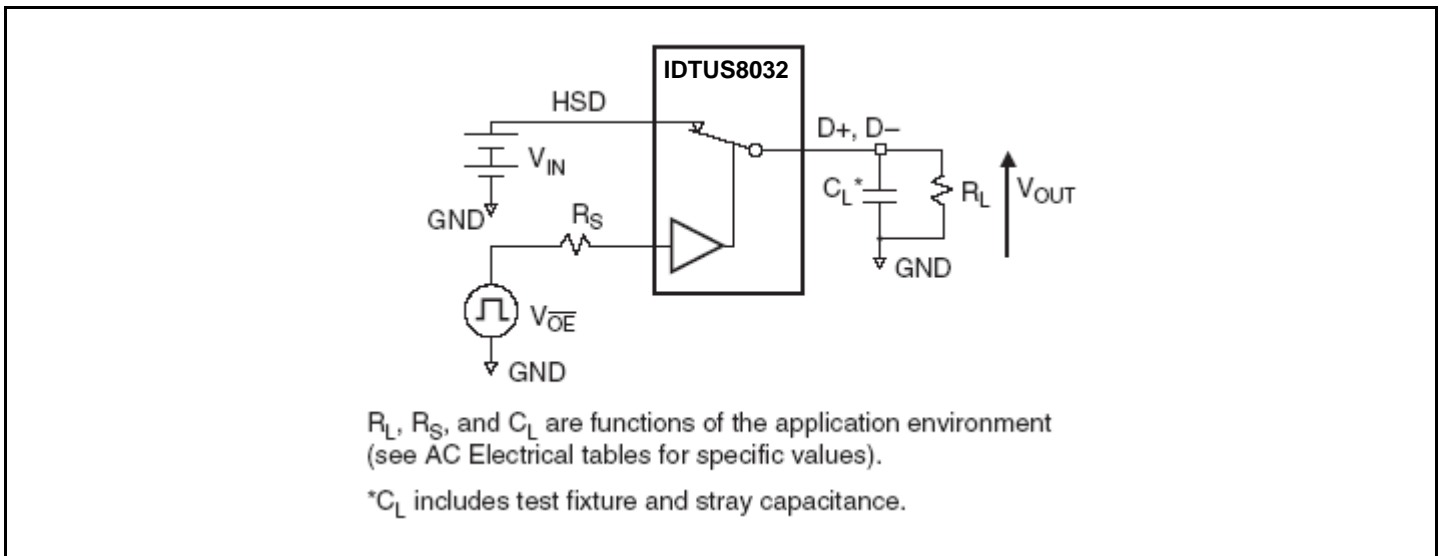 IDTUS8032
HSD
D+, D–
V_IN
C_L*
R_L
V_OUT
GND
R_S
GND
V_O̅E̅
GND
R_L, R_S, and C_L are functions of the application environment
(see AC Electrical tables for specific values).
*C_L includes test fixture and stray capacitance.